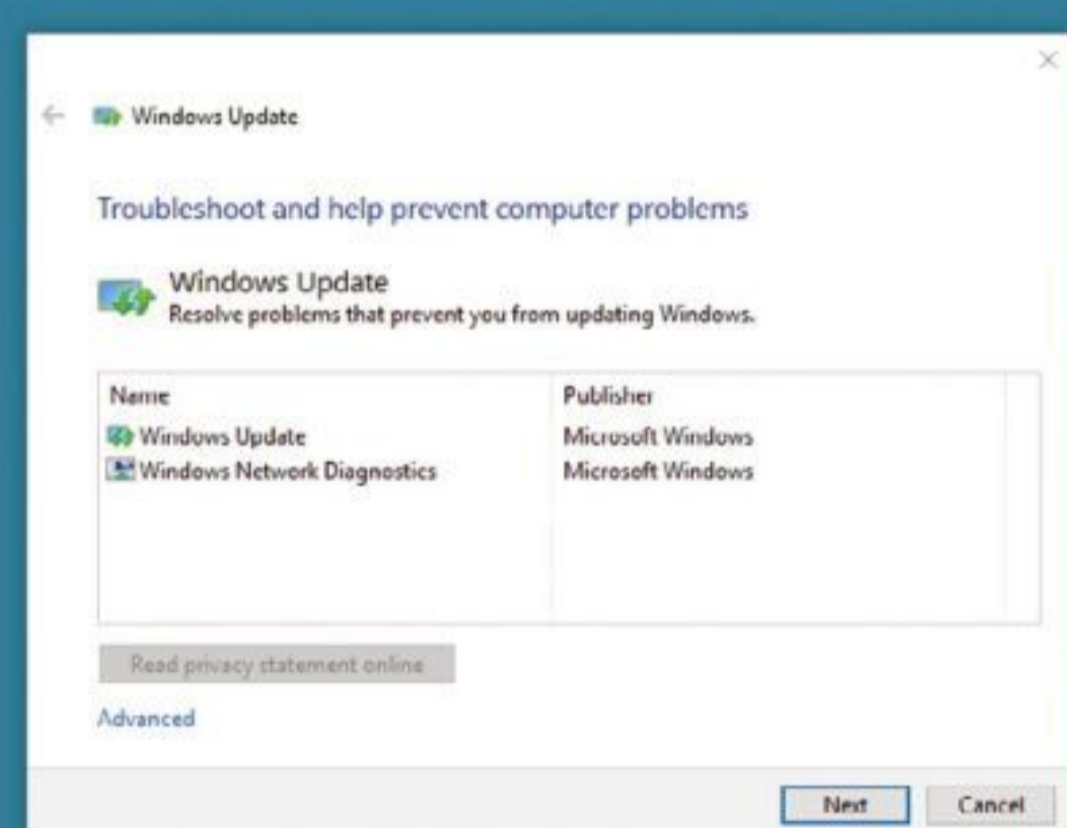 Windows Update
Troubleshoot and help prevent computer problems
Windows Update
Resolve problems that prevent you from updating Windows.
Name Publisher
Windows Update Microsoft Windows
Windows Network Diagnostics Microsoft Windows
Read privacy statement online
Advanced
Next Cancel